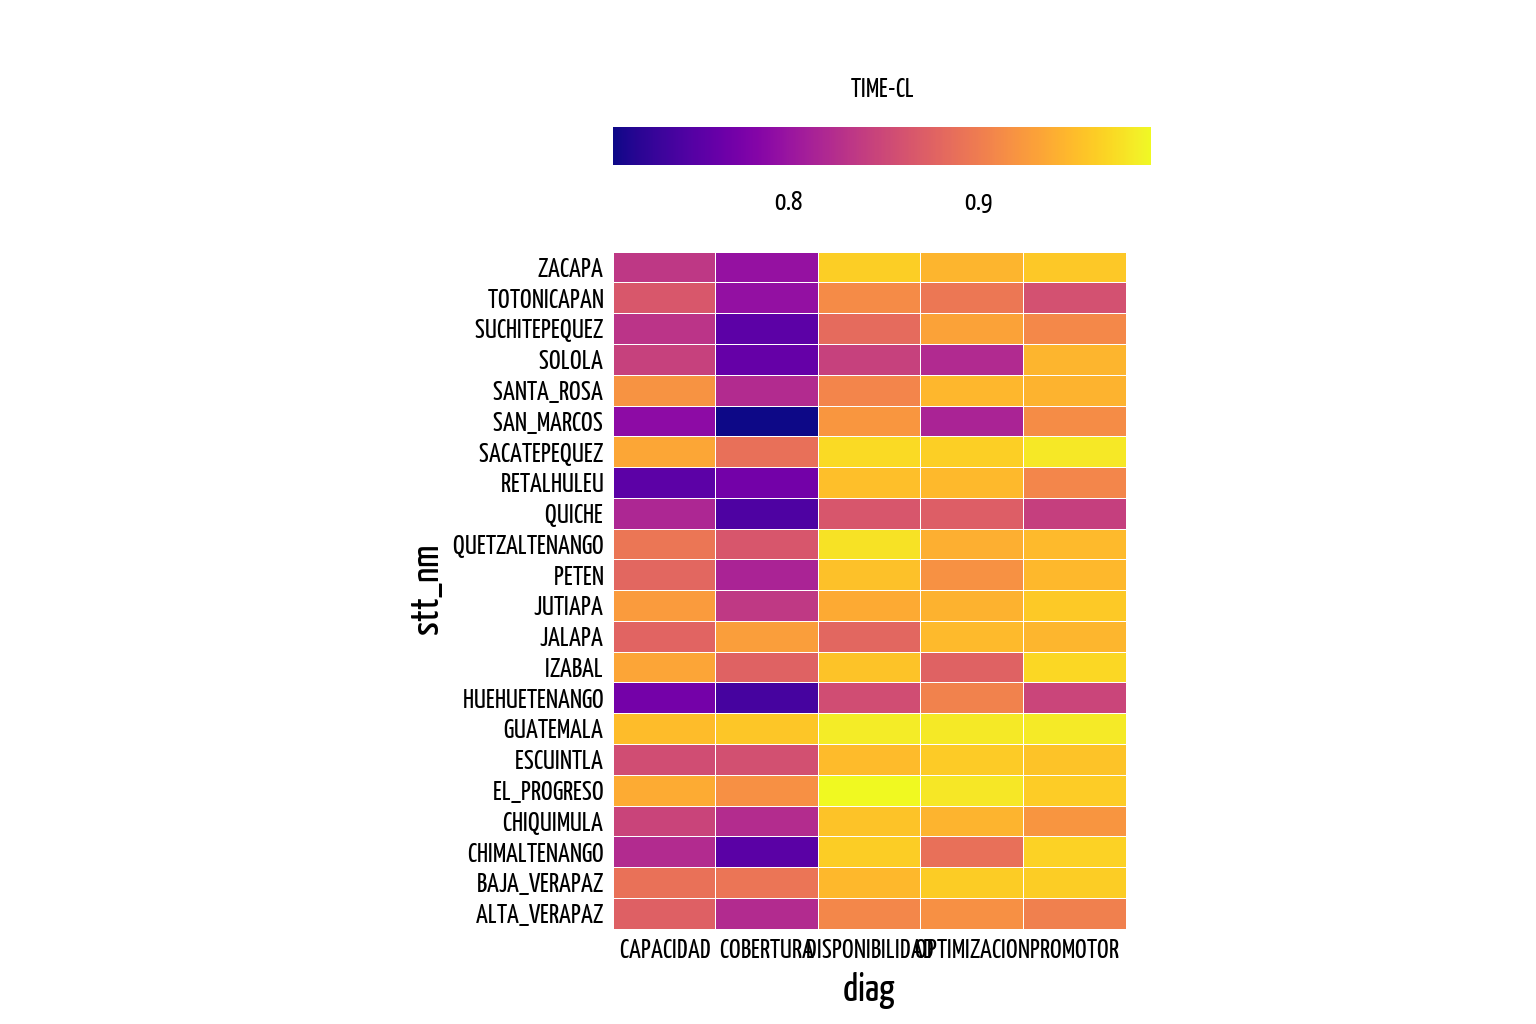 TIME-CL
0.8 0.9
ZACAPA
TOTONICAPAN
SUCHITEPEQUEZ
SOLOLA
SANTA_ROSA
SAN_MARCOS
SACATEPEQUEZ
RETALHULEU
QUICHE
QUETZALTENANGO
PETEN
JUTIAPA
JALAPA
IZABAL
HUEHUETENANGO
GUATEMALA
ESCUINTLA
EL_PROGRESO
CHIQUIMULA
CHIMALTENANGO
BAJA_VERAPAZ
ALTA_VERAPAZ
stt_nm
CAPACIDAD COBERTURA DISPONIBILIDAD OPTIMIZACION PROMOTOR
diag